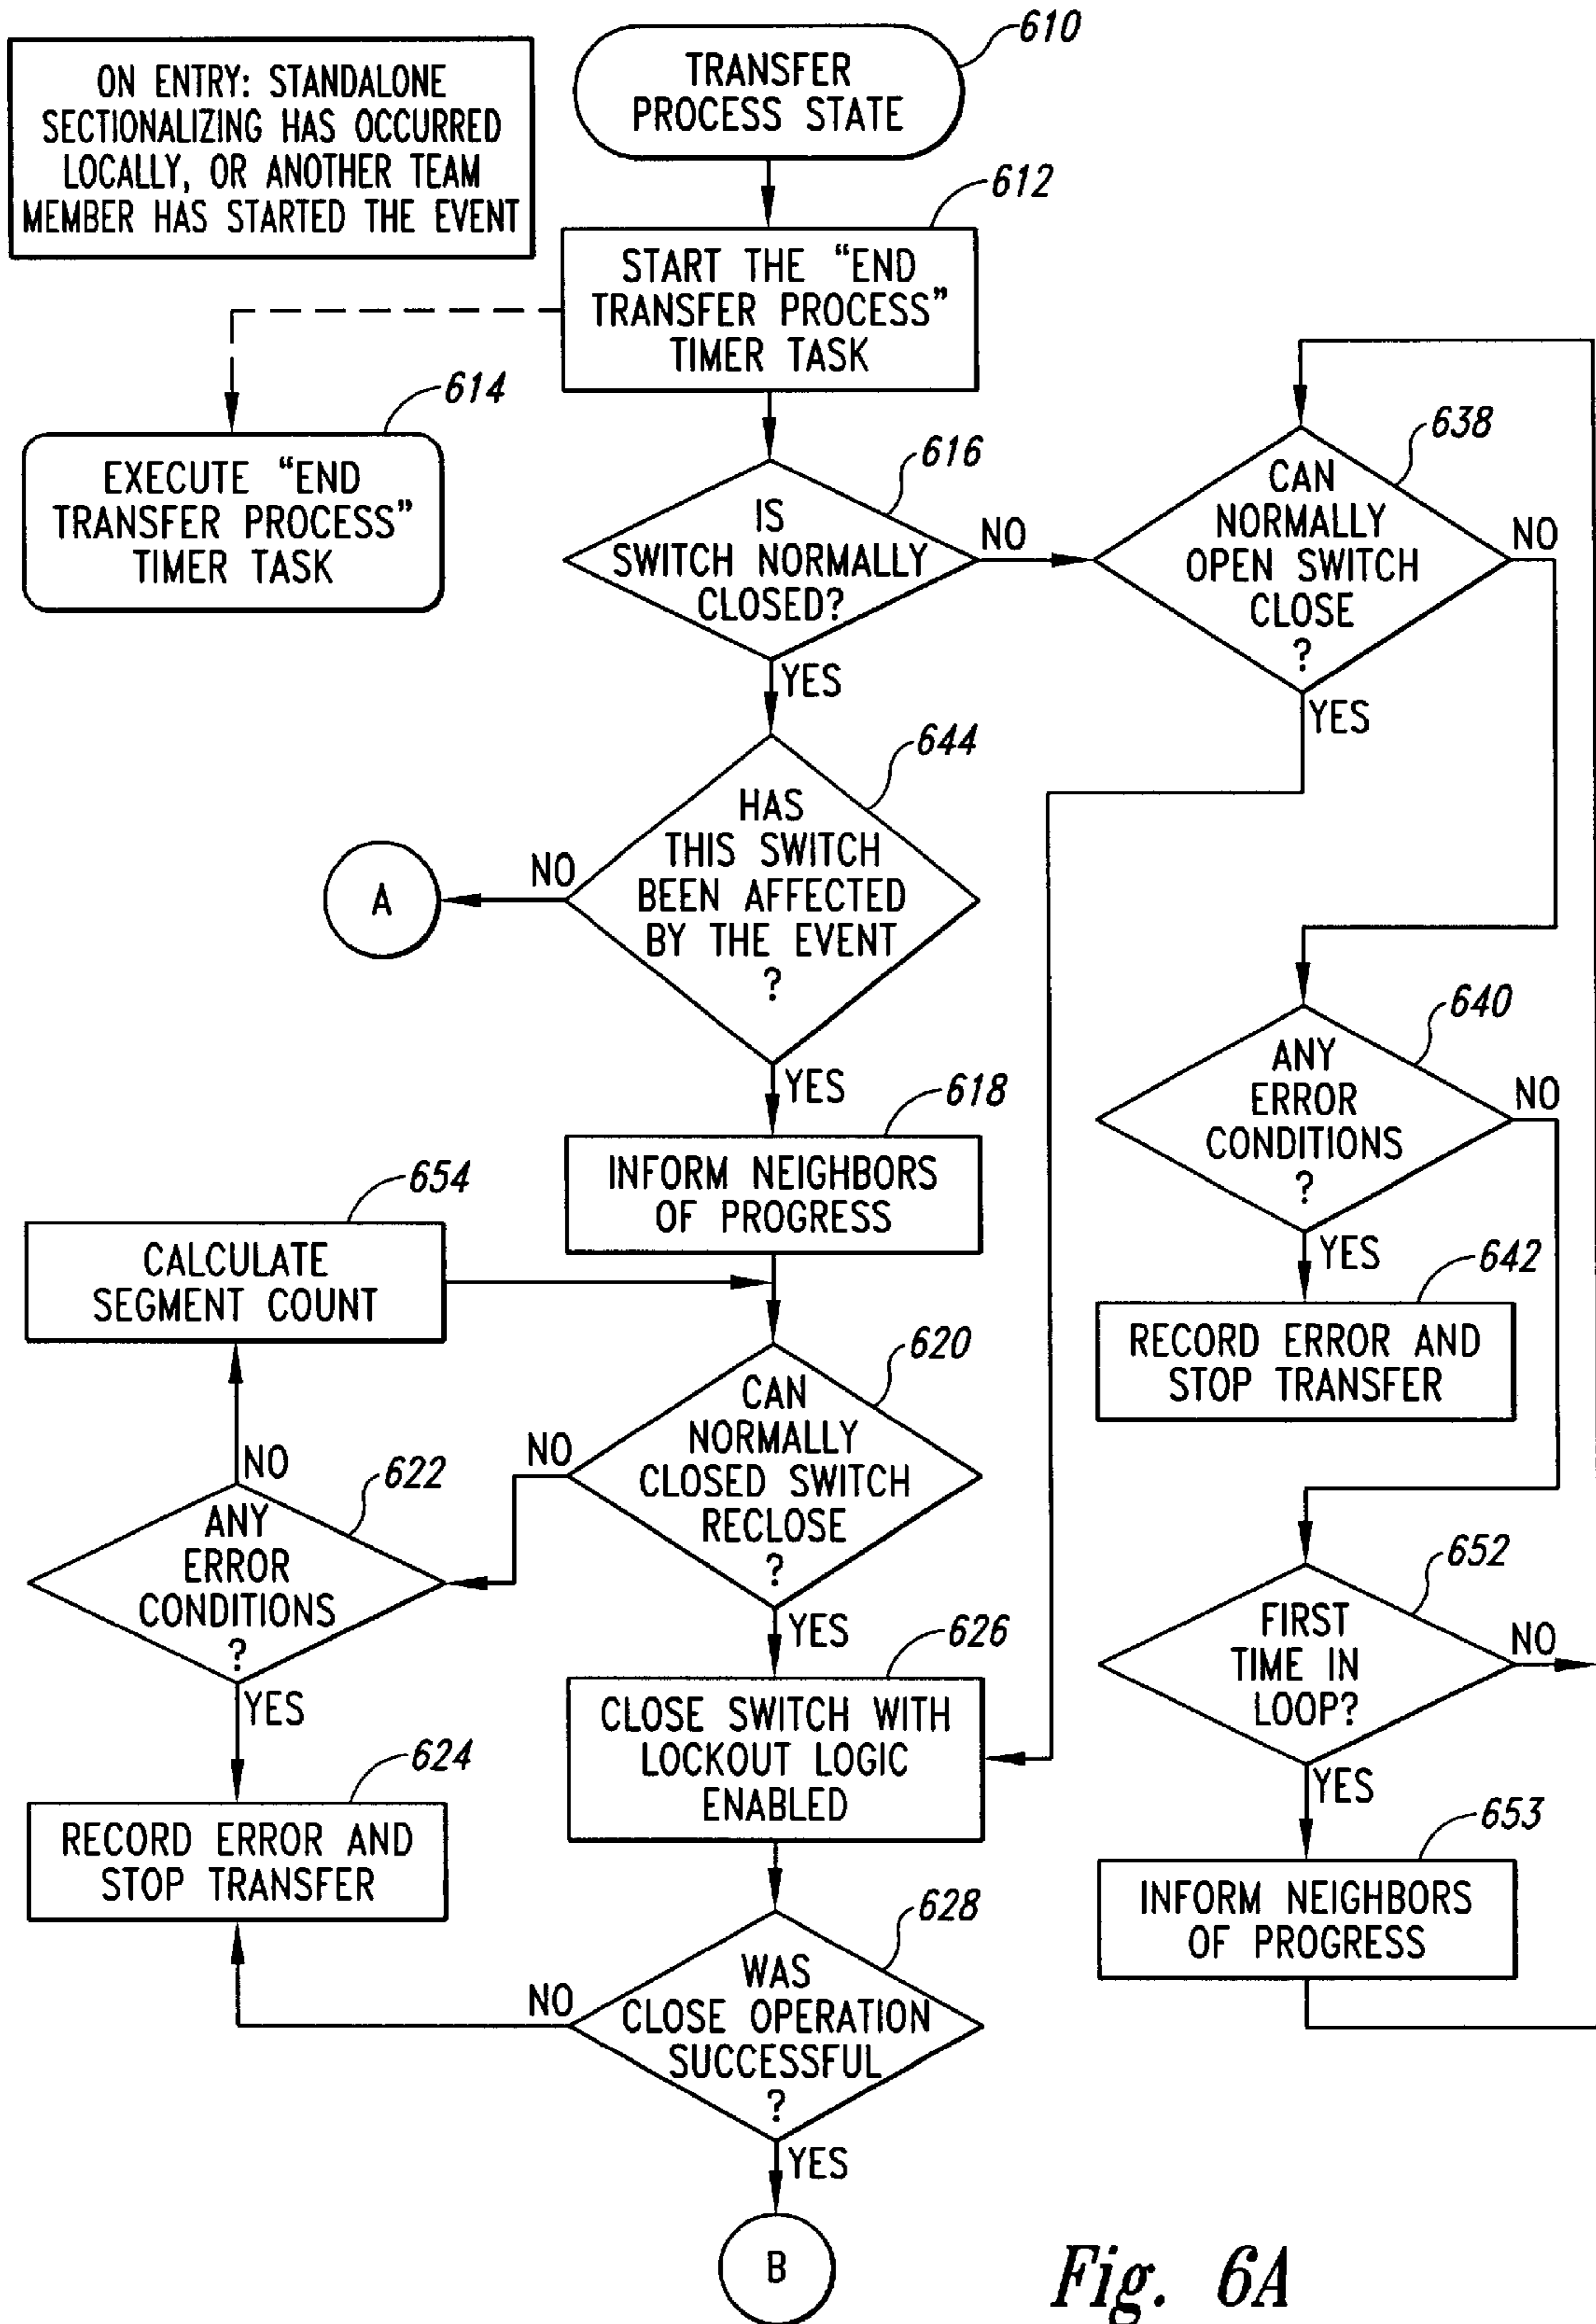 ON ENTRY: STANDALONE
SECTIONALIZING HAS OCCURRED
LOCALLY, OR ANOTHER TEAM
MEMBER HAS STARTED THE EVENT
610
TRANSFER
PROCESS STATE
612
START THE “END
TRANSFER PROCESS”
TIMER TASK
614
EXECUTE “END
TRANSFER PROCESS”
TIMER TASK
616
IS
SWITCH NORMALLY
CLOSED?
NO
YES
638
CAN
NORMALLY
OPEN SWITCH
CLOSE
?
NO
YES
644
HAS
THIS SWITCH
BEEN AFFECTED
BY THE EVENT
?
NO
A
YES
640
ANY
ERROR
CONDITIONS
?
NO
YES
618
INFORM NEIGHBORS
OF PROGRESS
654
CALCULATE
SEGMENT COUNT
642
RECORD ERROR AND
STOP TRANSFER
620
CAN
NORMALLY
CLOSED SWITCH
RECLOSE
?
NO
YES
NO
622
ANY
ERROR
CONDITIONS
?
YES
652
FIRST
TIME IN
LOOP?
NO
YES
626
CLOSE SWITCH WITH
LOCKOUT LOGIC
ENABLED
624
RECORD ERROR AND
STOP TRANSFER
653
INFORM NEIGHBORS
OF PROGRESS
628
WAS
CLOSE OPERATION
SUCCESSFUL
?
NO
YES
B
Fig. 6A